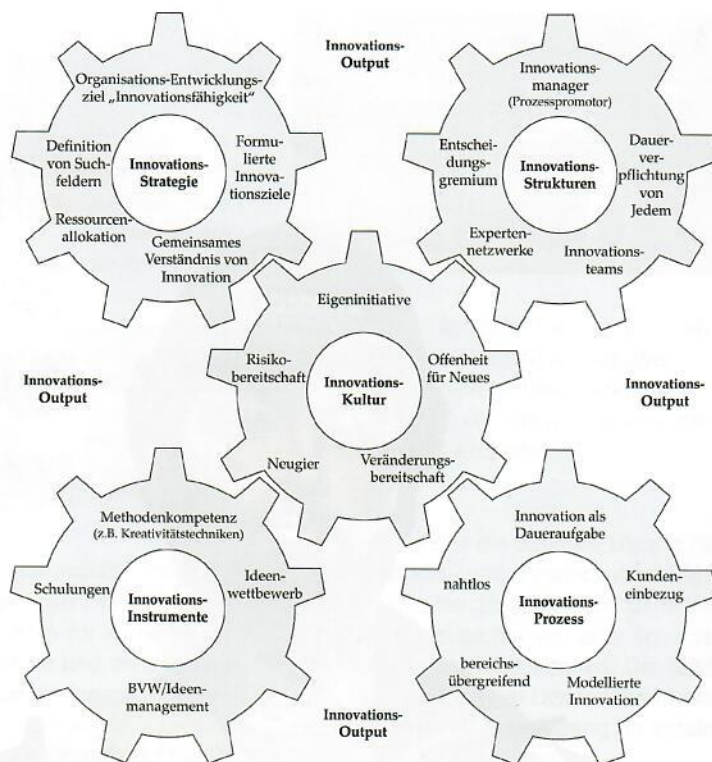 Innovations-
Output
Organisations-Entwicklungs-
ziel „Innovationsfähigkeit“
Definition
von Such-
feldern
Innovations-
Strategie
Formu-
lierte
Innova-
tionsziele
Ressourcen-
allokation
Gemeinsames
Verständnis von
Innovation
Innovations-
manager
(Prozesspromotor)
Entschei-
dungs-
gremium
Innovations-
Strukturen
Dauer-
ver-
pflichtung
von
Jedem
Experten-
netzwerke
Innovations-
teams
Eigeninitiative
Risiko-
bereitschaft
Innovations-
Kultur
Offenheit
für Neues
Neugier
Veränderungs-
bereitschaft
Innovations-
Output
Innovations-
Output
Methodenkompetenz
(z.B. Kreativitätstechniken)
Schulungen
Innovations-
Instrumente
Ideen-
wettbewerb
BVW/Ideen-
management
Innovation als
Daueraufgabe
nahtlos
Innovations-
Prozess
Kunden-
einbezug
bereichs-
übergreifend
Modellierte
Innovation
Innovations-
Output